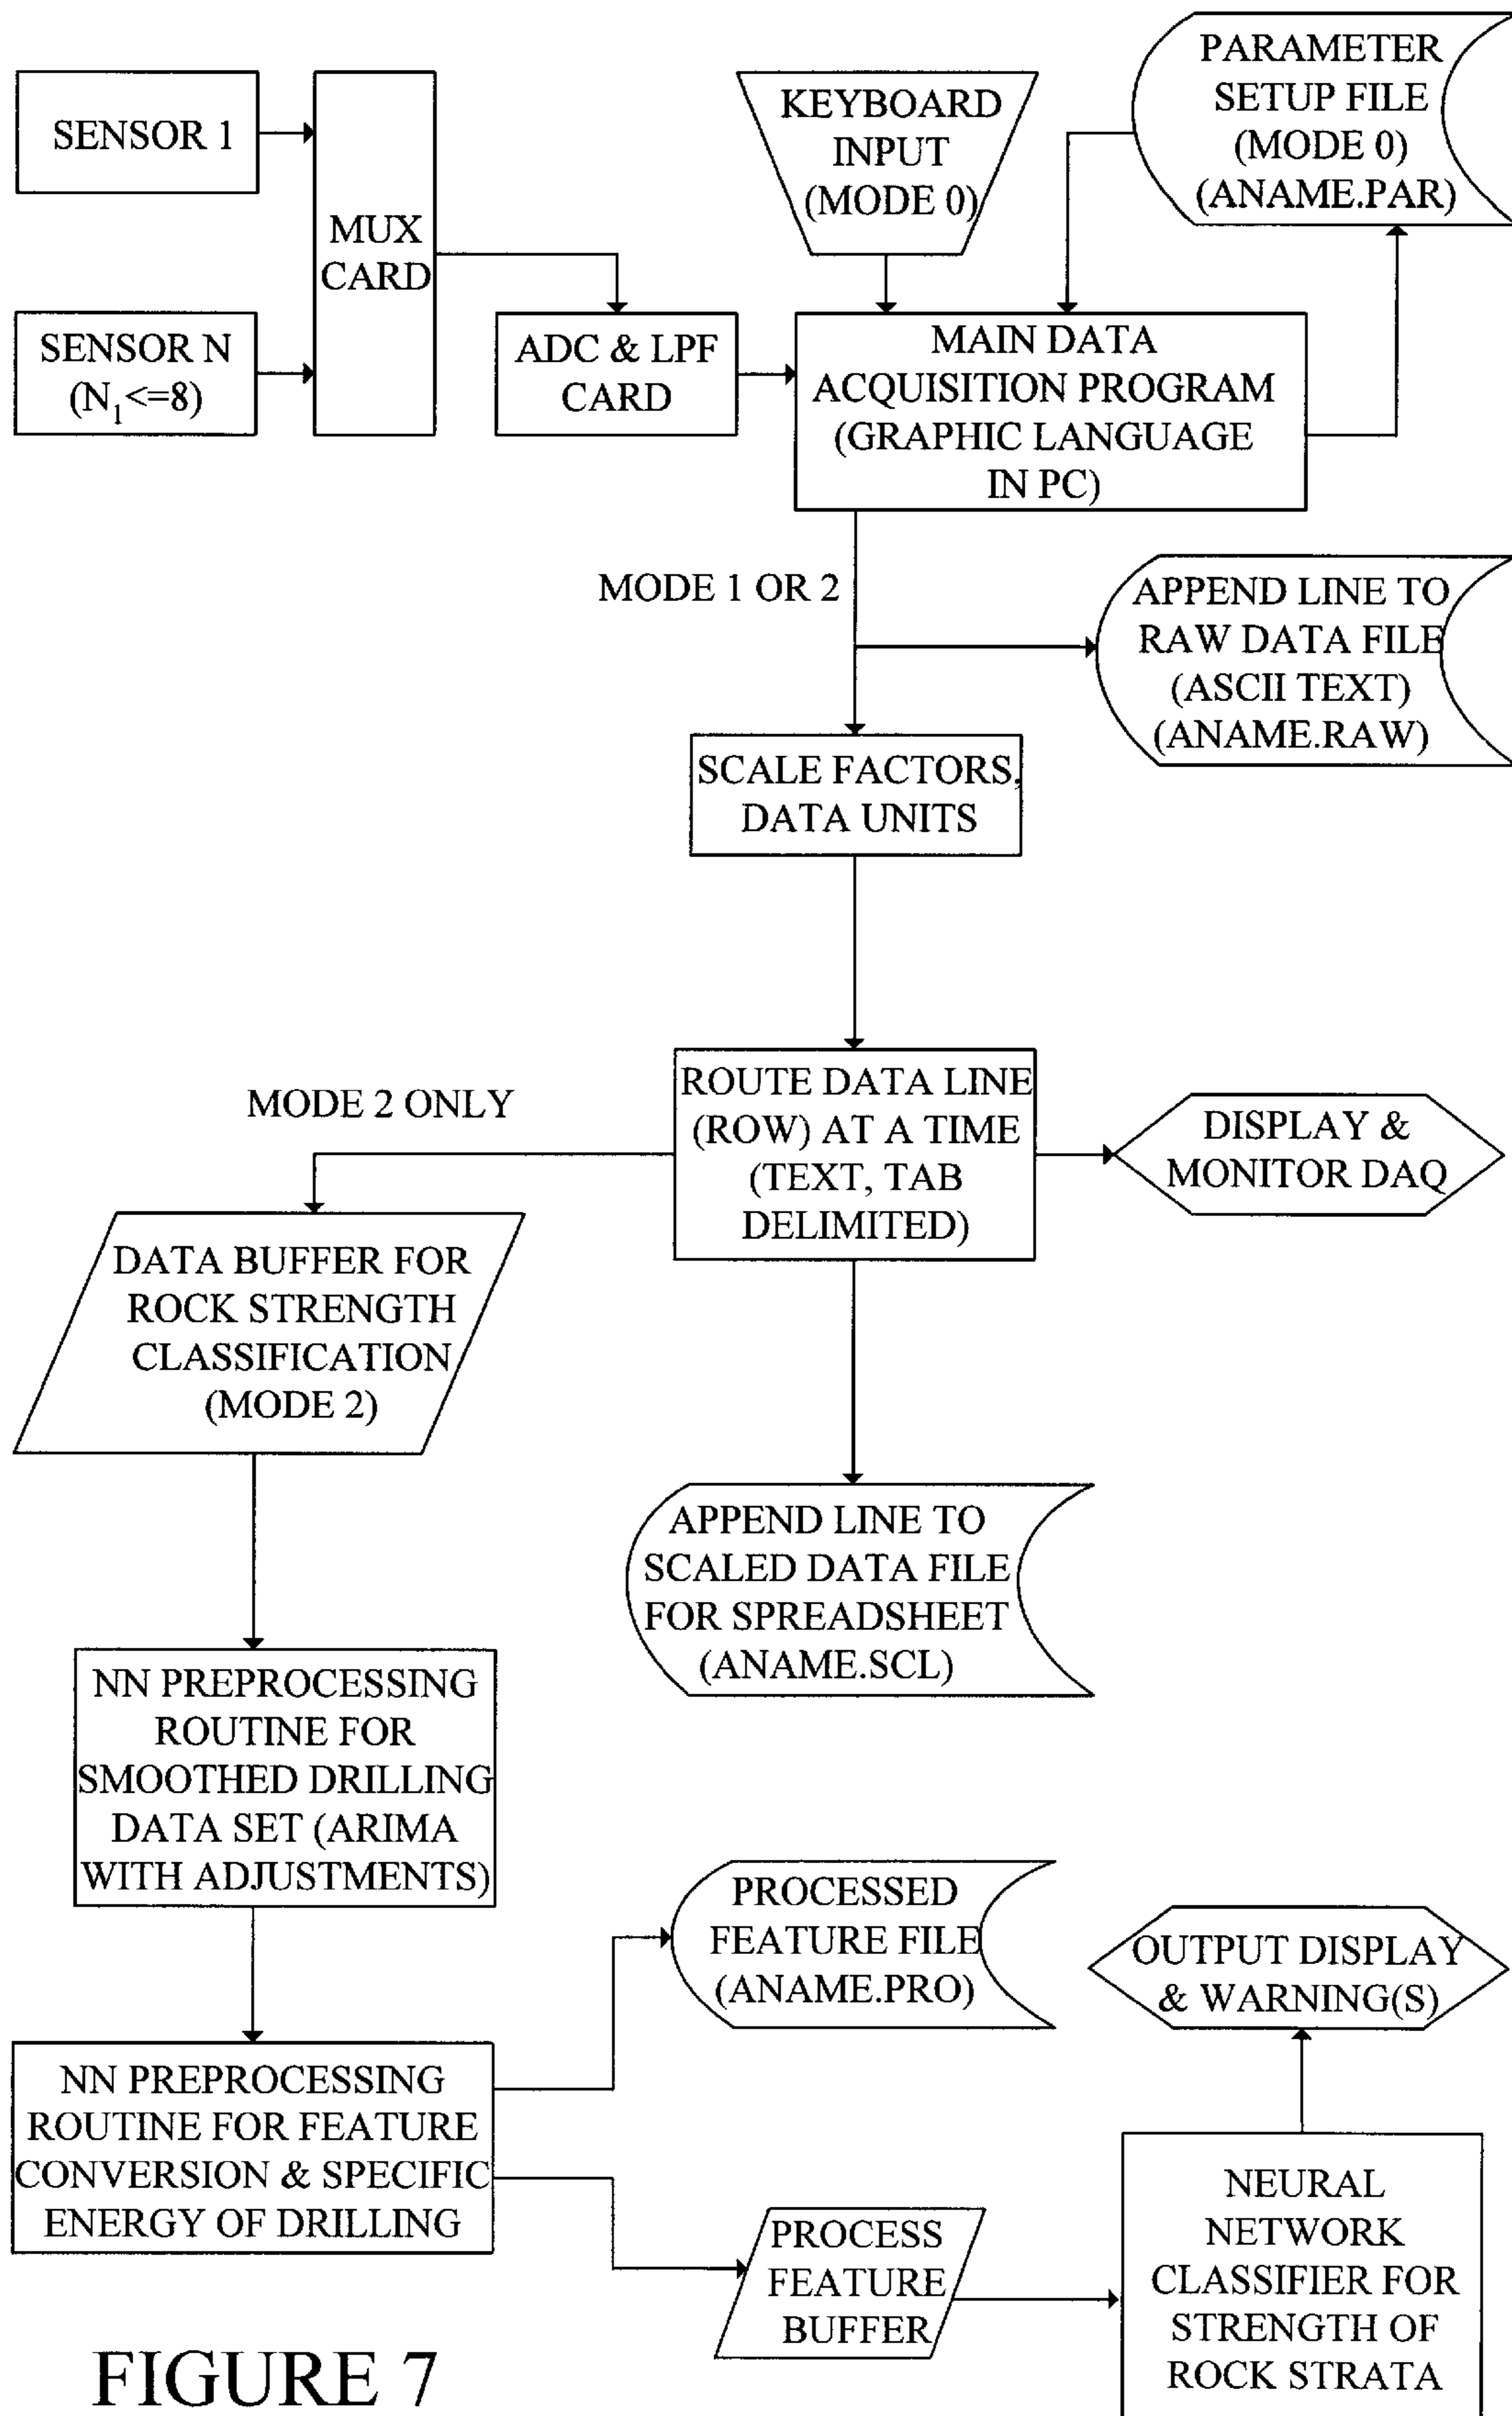 SENSOR 1
SENSOR N
(N₁<=8)
MUX
CARD
ADC & LPF
CARD
KEYBOARD
INPUT
(MODE 0)
PARAMETER
SETUP FILE
(MODE 0)
(ANAME.PAR)
MAIN DATA
ACQUISITION PROGRAM
(GRAPHIC LANGUAGE
IN PC)
MODE 1 OR 2
APPEND LINE TO
RAW DATA FILE
(ASCII TEXT)
(ANAME.RAW)
SCALE FACTORS,
DATA UNITS
ROUTE DATA LINE
(ROW) AT A TIME
(TEXT, TAB
DELIMITED)
DISPLAY &
MONITOR DAQ
MODE 2 ONLY
DATA BUFFER FOR
ROCK STRENGTH
CLASSIFICATION
(MODE 2)
APPEND LINE TO
SCALED DATA FILE
FOR SPREADSHEET
(ANAME.SCL)
NN PREPROCESSING
ROUTINE FOR
SMOOTHED DRILLING
DATA SET (ARIMA
WITH ADJUSTMENTS)
NN PREPROCESSING
ROUTINE FOR FEATURE
CONVERSION & SPECIFIC
ENERGY OF DRILLING
PROCESSED
FEATURE FILE
(ANAME.PRO)
PROCESS
FEATURE
BUFFER
NEURAL
NETWORK
CLASSIFIER FOR
STRENGTH OF
ROCK STRATA
OUTPUT DISPLAY
& WARNING(S)
FIGURE 7